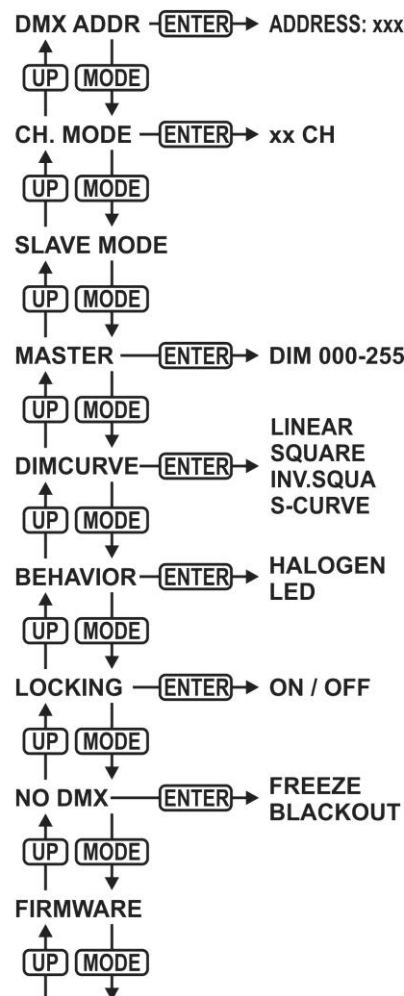 DMX ADDR ENTER ADDRESS: xxx
UP MODE
CH. MODE ENTER xx CH
UP MODE
SLAVE MODE
UP MODE
MASTER ENTER DIM 000-255
UP MODE
LINEAR
SQUARE
DIMCURVE ENTER INV.SQUA
S-CURVE
UP MODE
BEHAVIOR ENTER HALOGEN
LED
UP MODE
LOCKING ENTER ON / OFF
UP MODE
NO DMX ENTER FREEZE
BLACKOUT
UP MODE
FIRMWARE
UP MODE